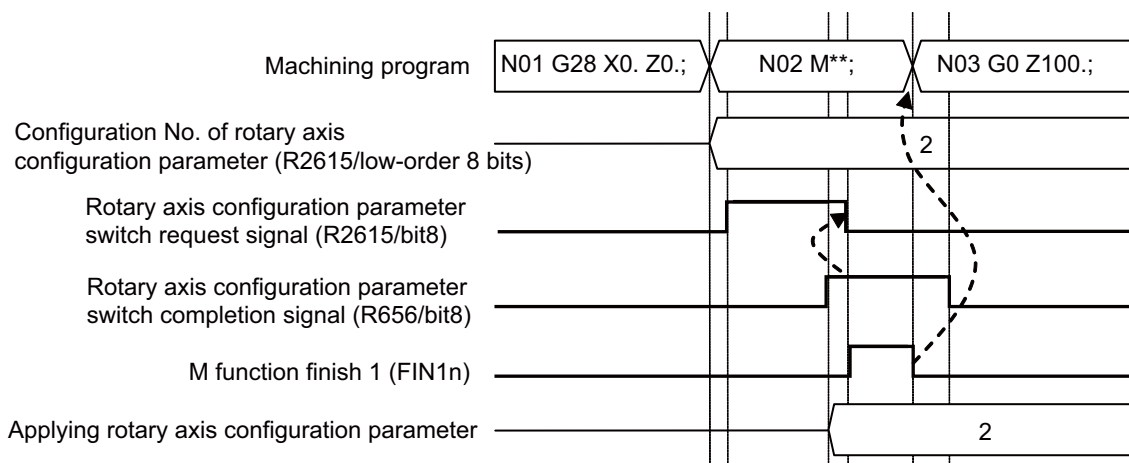 Machining program
N01 G28 X0. Z0.;
N02 M**;
N03 G0 Z100.;
Configuration No. of rotary axis
configuration parameter (R2615/low-order 8 bits)
2
Rotary axis configuration parameter
switch request signal (R2615/bit8)
Rotary axis configuration parameter
switch completion signal (R656/bit8)
M function finish 1 (FIN1n)
Applying rotary axis configuration parameter
2